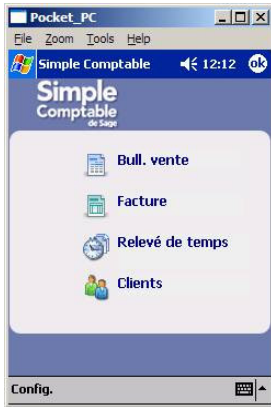 Pocket_PC
File Zoom Tools Help
Simple Comptable 12:12 ok
Simple
Comptable
de Sage
Bull. vente
Facture
Relevé de temps
Clients
Config.